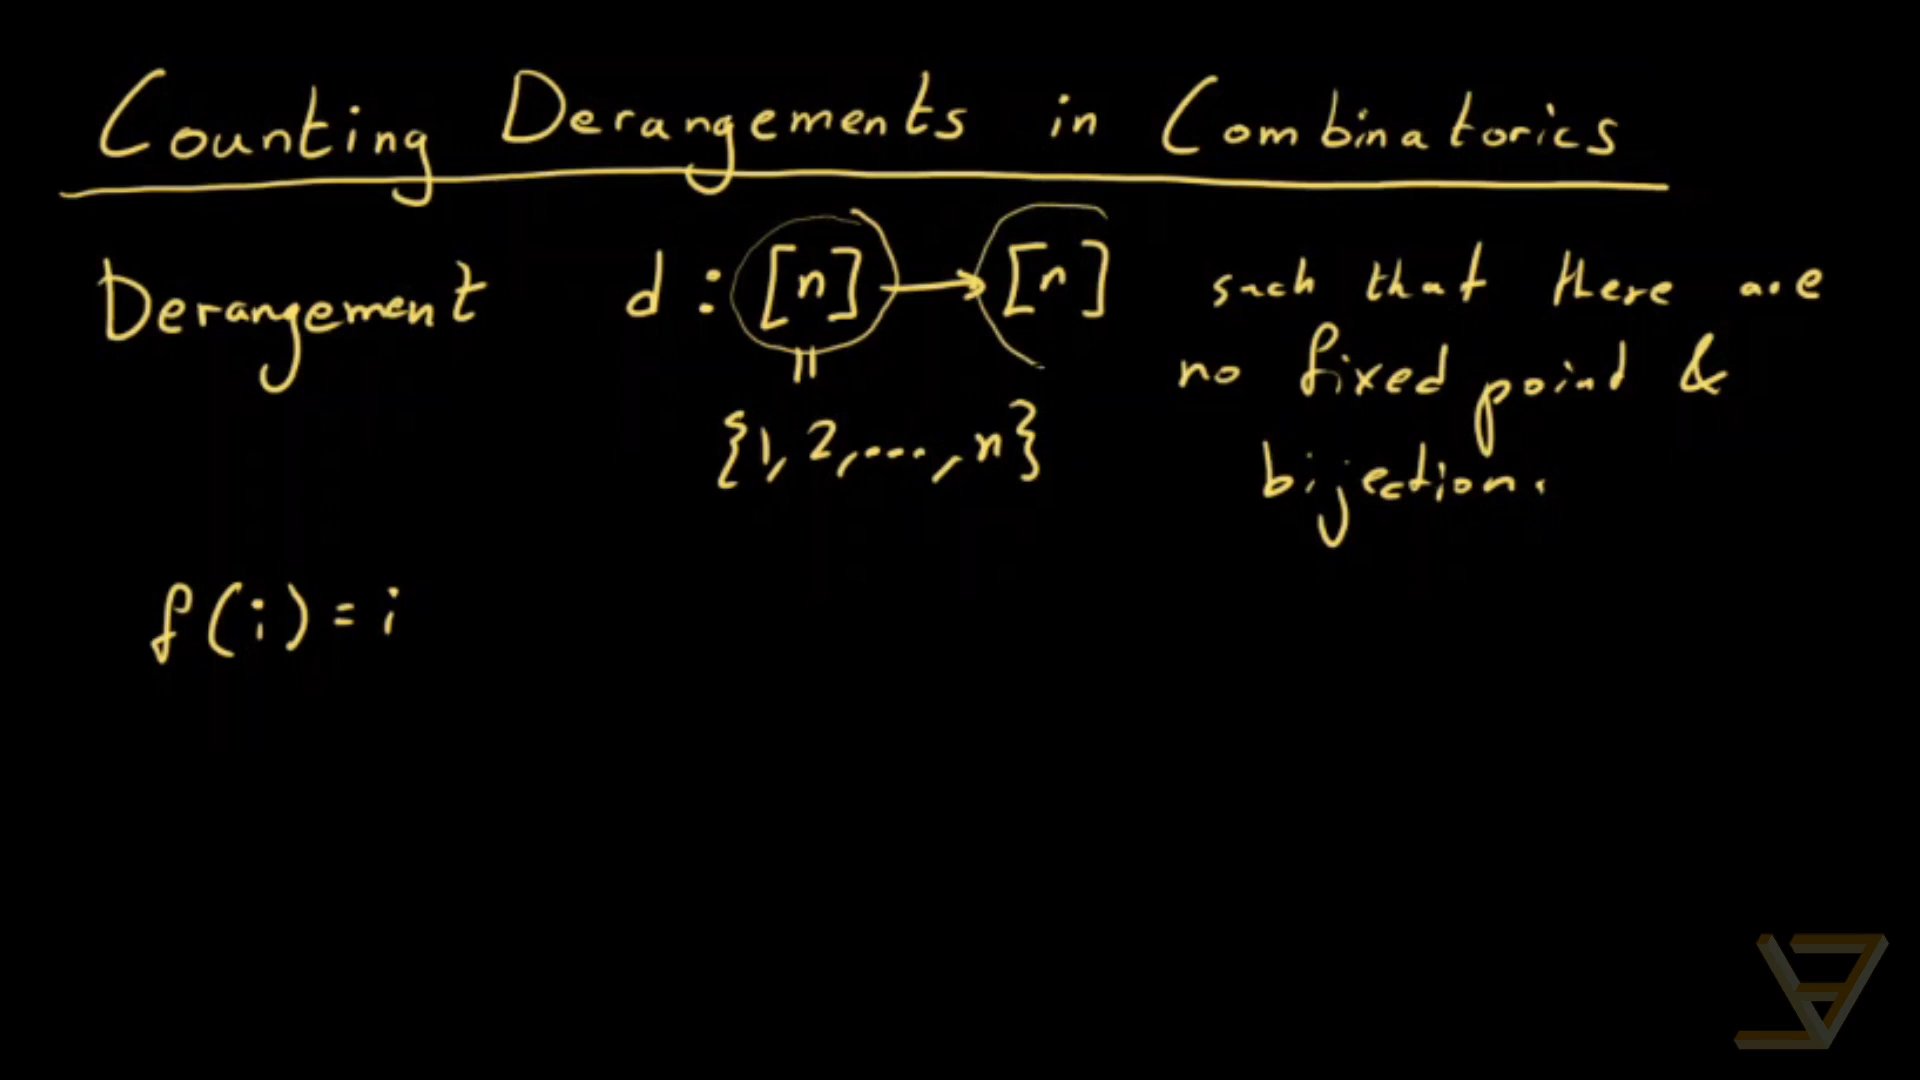 Counting Derangements in Combinatorics
Derangement d : [n] → [n] such that there are
no fixed point &
{1, 2, ..., n}
bijection.
f(i) = i